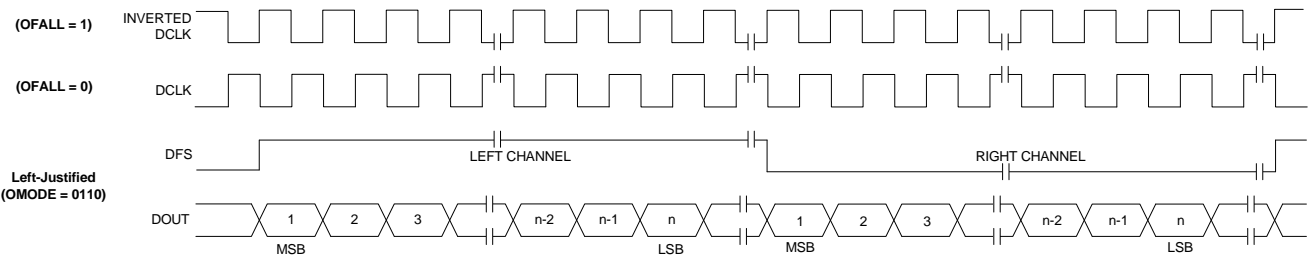 (OFALL = 1)
INVERTED
DCLK
(OFALL = 0)
DCLK
DFS
LEFT CHANNEL
RIGHT CHANNEL
Left-Justified
(OMODE = 0110)
DOUT
1 2 3 n-2 n-1 n 1 2 3 n-2 n-1 n
MSB LSB MSB LSB